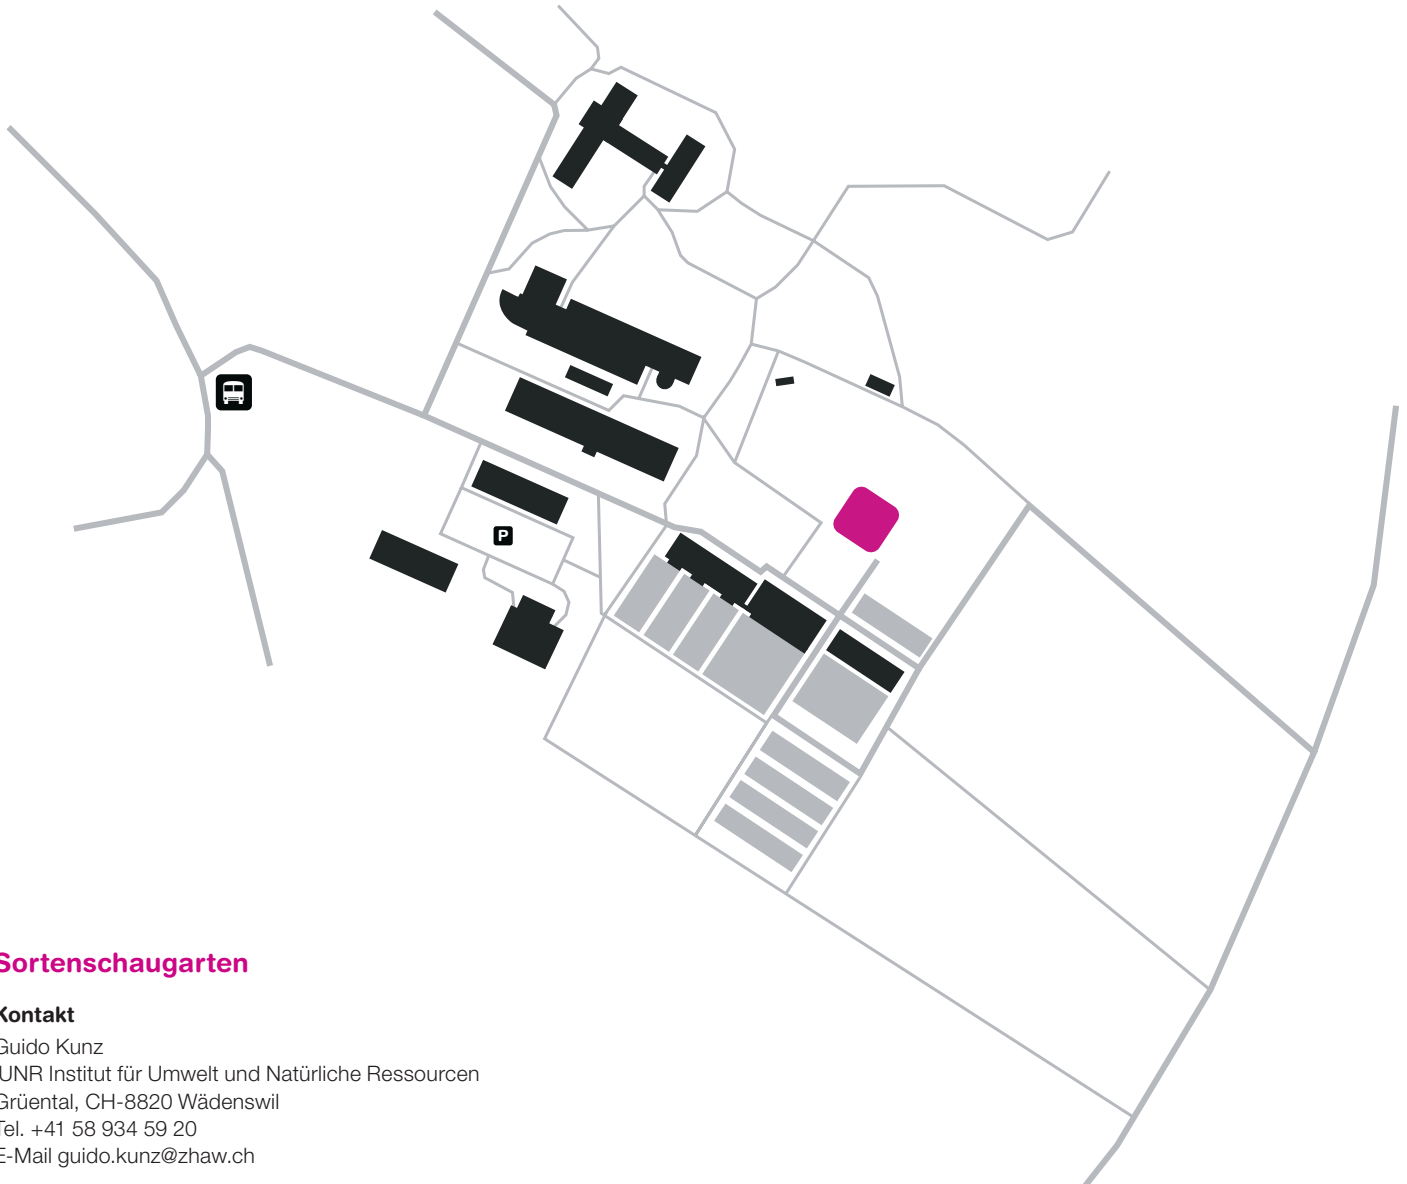 P
Sortenschaugarten
Kontakt
Guido Kunz
IUNR Institut für Umwelt und Natürliche Ressourcen
Grüental, CH-8820 Wädenswil
Tel. +41 58 934 59 20
E-Mail guido.kunz@zhaw.ch